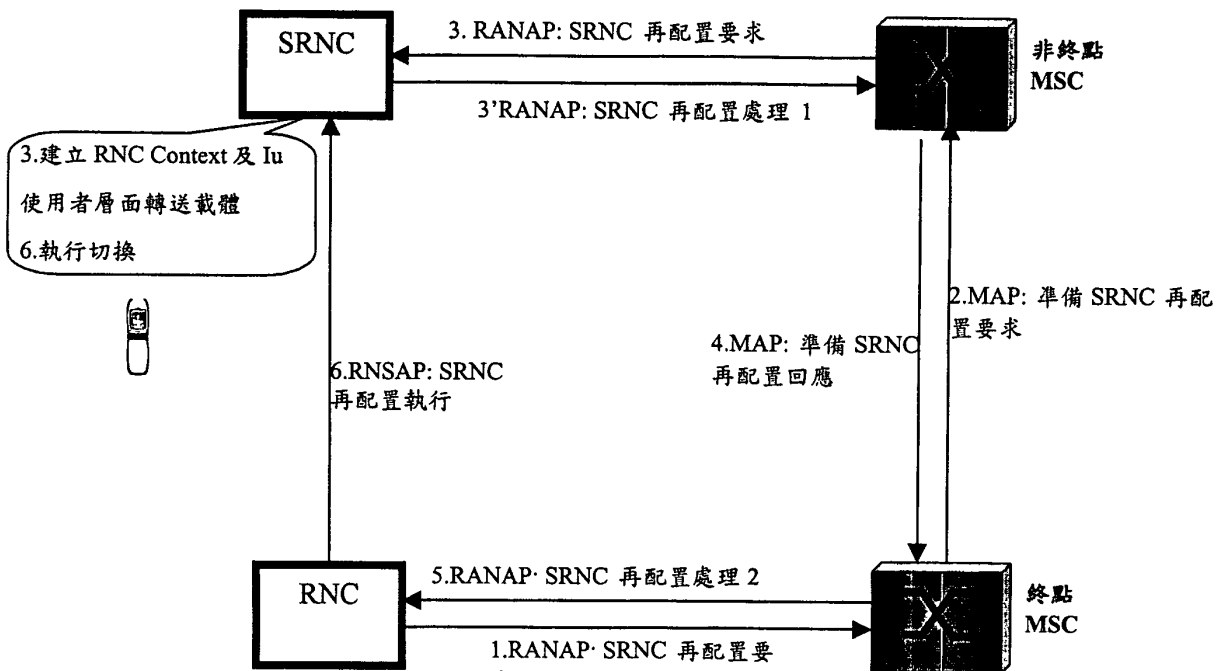 SRNC
3. RANAP: SRNC 再配置要求
3’RANAP: SRNC 再配置處理 1
非終點
MSC
3.建立 RNC Context 及 Iu
使用者層面轉送載體
6.執行切換
2.MAP: 準備 SRNC 再配
置要求
4.MAP: 準備 SRNC
再配置回應
6.RNSAP: SRNC
再配置執行
RNC
5.RANAP· SRNC 再配置處理 2
1.RANAP· SRNC 再配置要
終點
MSC